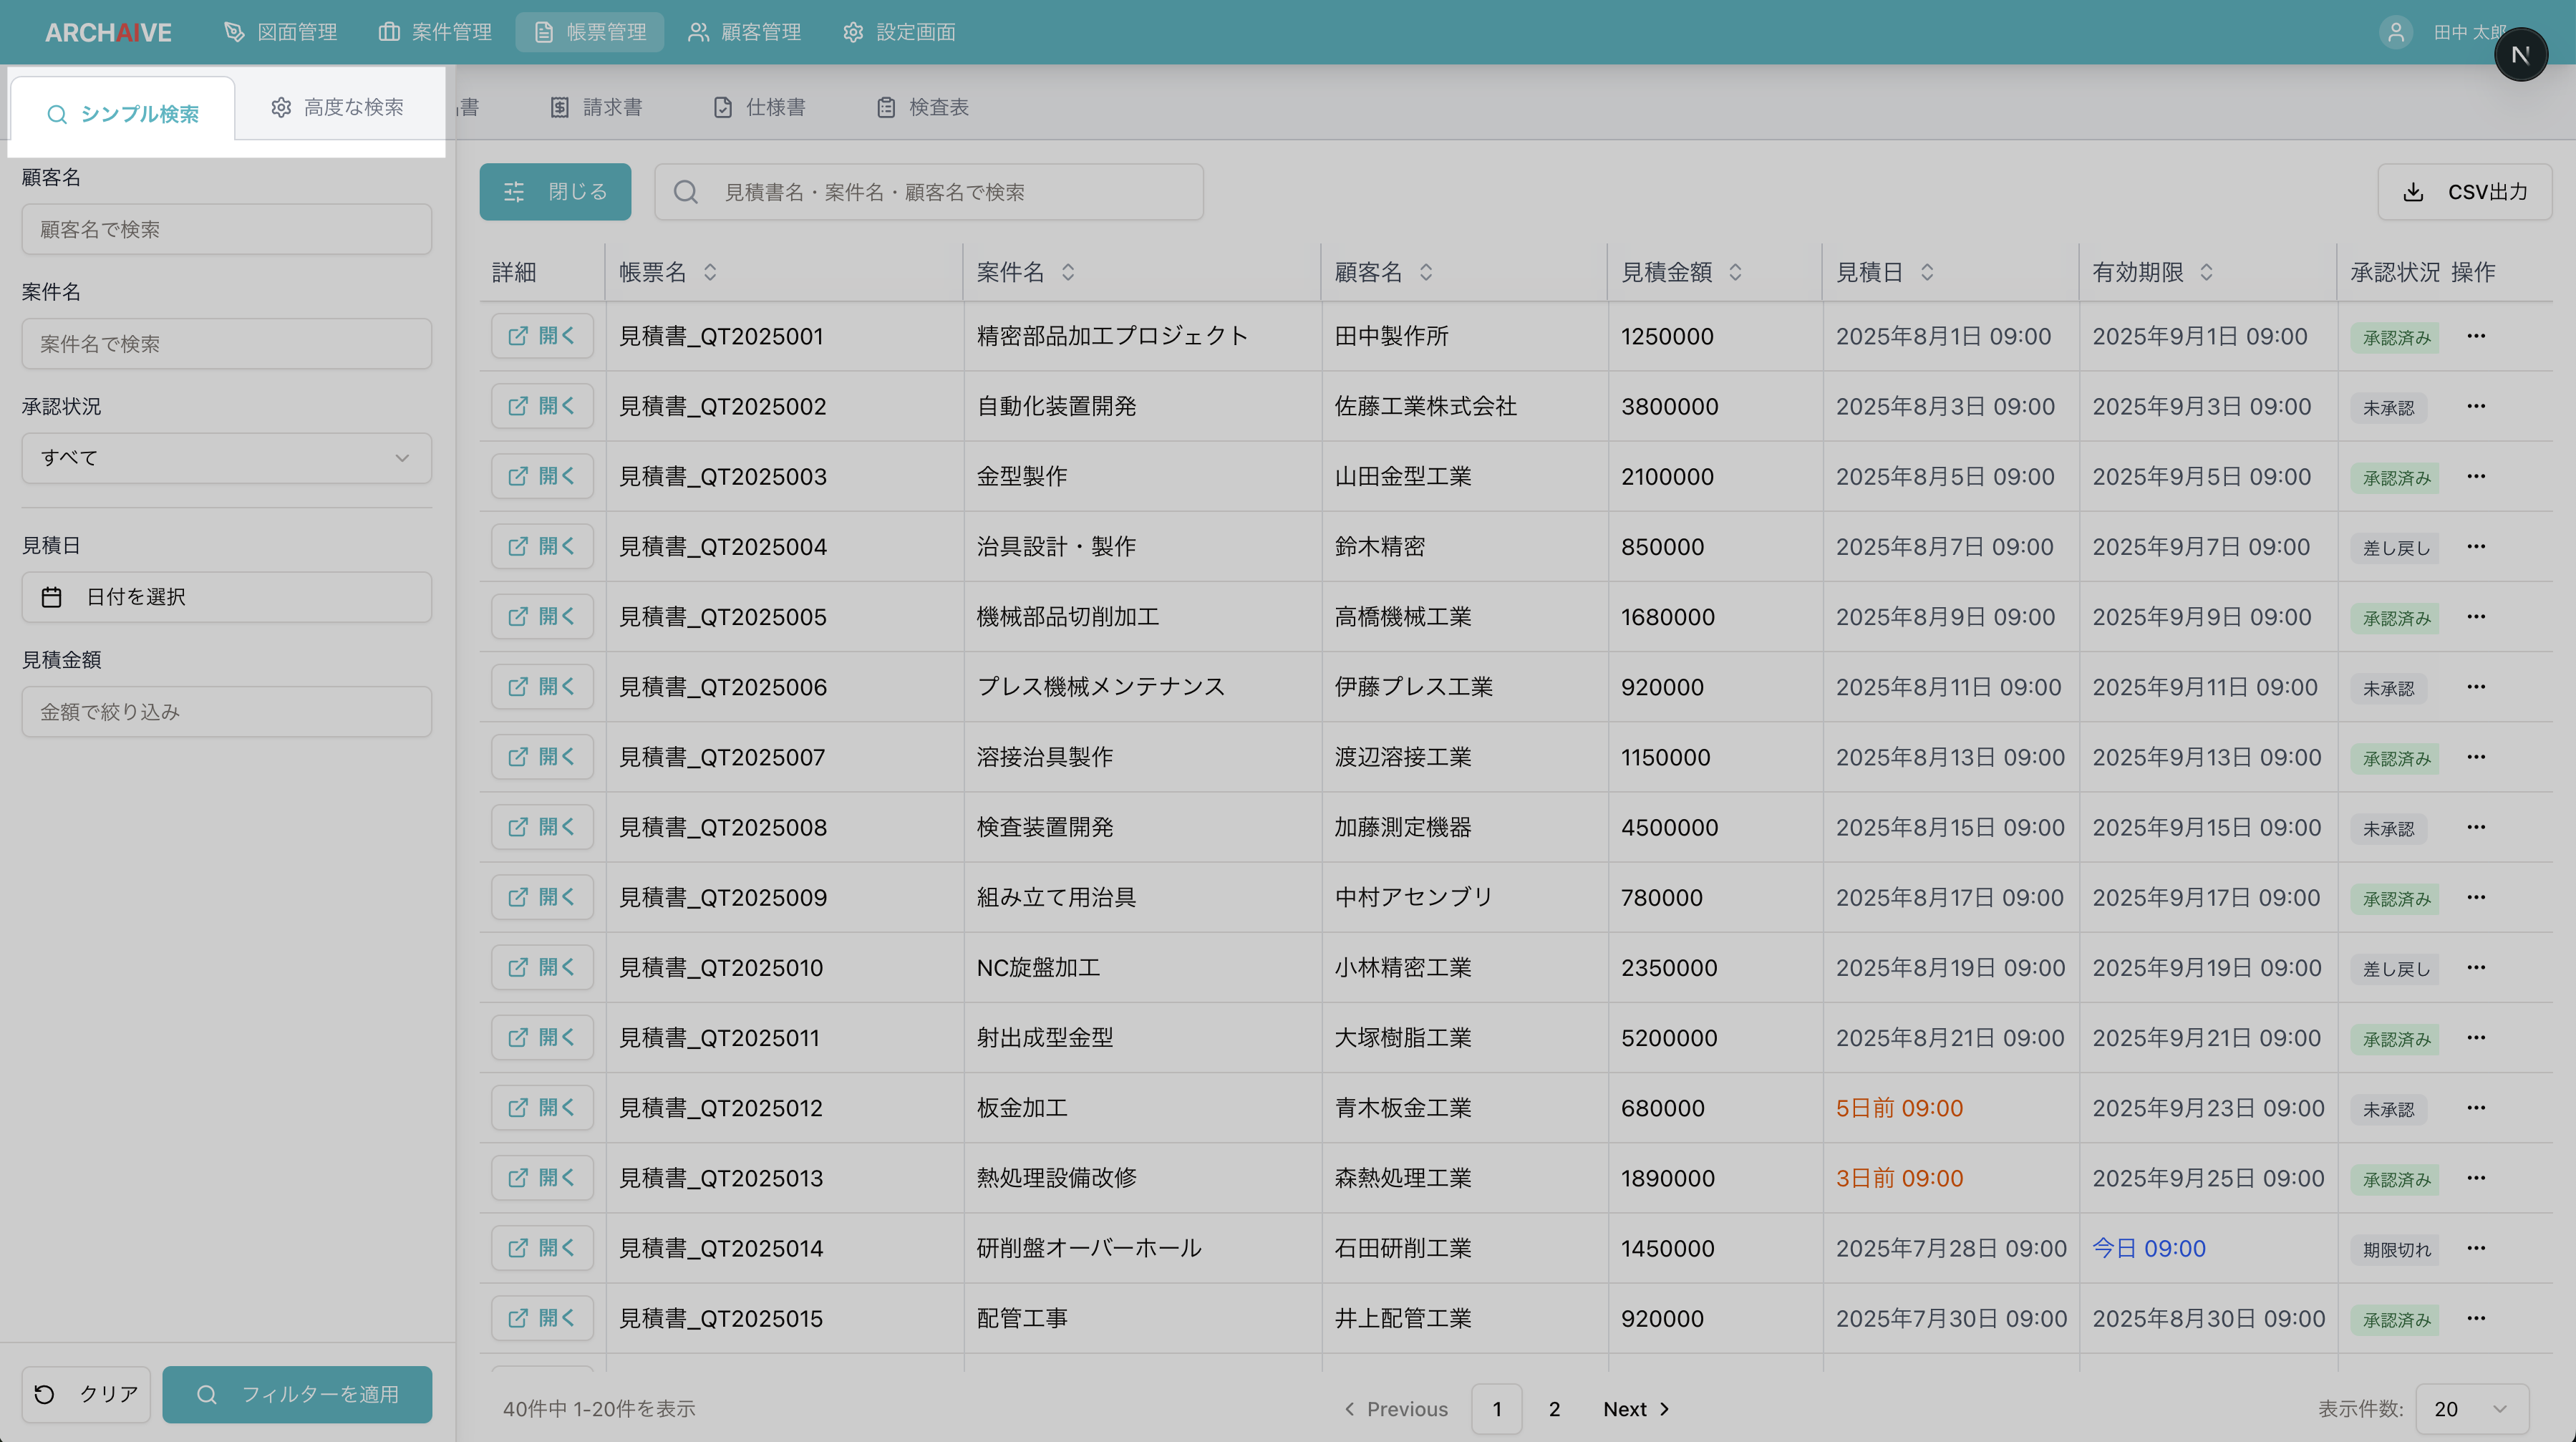 ARCHAIVE 図面管理 案件管理 帳票管理 顧客管理 設定画面 田中 太郎 N
シンプル検索 高度な検索 書 請求書 仕様書 検査表
閉じる 見積書名・案件名・顧客名で検索 CSV出力
顧客名
顧客名で検索
案件名
案件名で検索
承認状況
すべて
見積日
日付を選択
見積金額
金額で絞り込み
クリア フィルターを適用
詳細 帳票名 案件名 顧客名 見積金額 見積日 有効期限 承認状況 操作
開く 見積書_QT2025001 精密部品加工プロジェクト 田中製作所 1250000 2025年8月1日 09:00 2025年9月1日 09:00 承認済み ···
開く 見積書_QT2025002 自動化装置開発 佐藤工業株式会社 3800000 2025年8月3日 09:00 2025年9月3日 09:00 未承認 ···
開く 見積書_QT2025003 金型製作 山田金型工業 2100000 2025年8月5日 09:00 2025年9月5日 09:00 承認済み ···
開く 見積書_QT2025004 治具設計・製作 鈴木精密 850000 2025年8月7日 09:00 2025年9月7日 09:00 差し戻し ···
開く 見積書_QT2025005 機械部品切削加工 高橋機械工業 1680000 2025年8月9日 09:00 2025年9月9日 09:00 承認済み ···
開く 見積書_QT2025006 プレス機械メンテナンス 伊藤プレス工業 920000 2025年8月11日 09:00 2025年9月11日 09:00 未承認 ···
開く 見積書_QT2025007 溶接治具製作 渡辺溶接工業 1150000 2025年8月13日 09:00 2025年9月13日 09:00 承認済み ···
開く 見積書_QT2025008 検査装置開発 加藤測定機器 4500000 2025年8月15日 09:00 2025年9月15日 09:00 未承認 ···
開く 見積書_QT2025009 組み立て用治具 中村アセンブリ 780000 2025年8月17日 09:00 2025年9月17日 09:00 承認済み ···
開く 見積書_QT2025010 NC旋盤加工 小林精密工業 2350000 2025年8月19日 09:00 2025年9月19日 09:00 差し戻し ···
開く 見積書_QT2025011 射出成型金型 大塚樹脂工業 5200000 2025年8月21日 09:00 2025年9月21日 09:00 承認済み ···
開く 見積書_QT2025012 板金加工 青木板金工業 680000 5日前 09:00 2025年9月23日 09:00 未承認 ···
開く 見積書_QT2025013 熱処理設備改修 森熱処理工業 1890000 3日前 09:00 2025年9月25日 09:00 承認済み ···
開く 見積書_QT2025014 研削盤オーバーホール 石田研削工業 1450000 2025年7月28日 09:00 今日 09:00 期限切れ ···
開く 見積書_QT2025015 配管工事 井上配管工業 920000 2025年7月30日 09:00 2025年8月30日 09:00 承認済み ···
40件中 1-20件を表示 Previous 1 2 Next 表示件数: 20